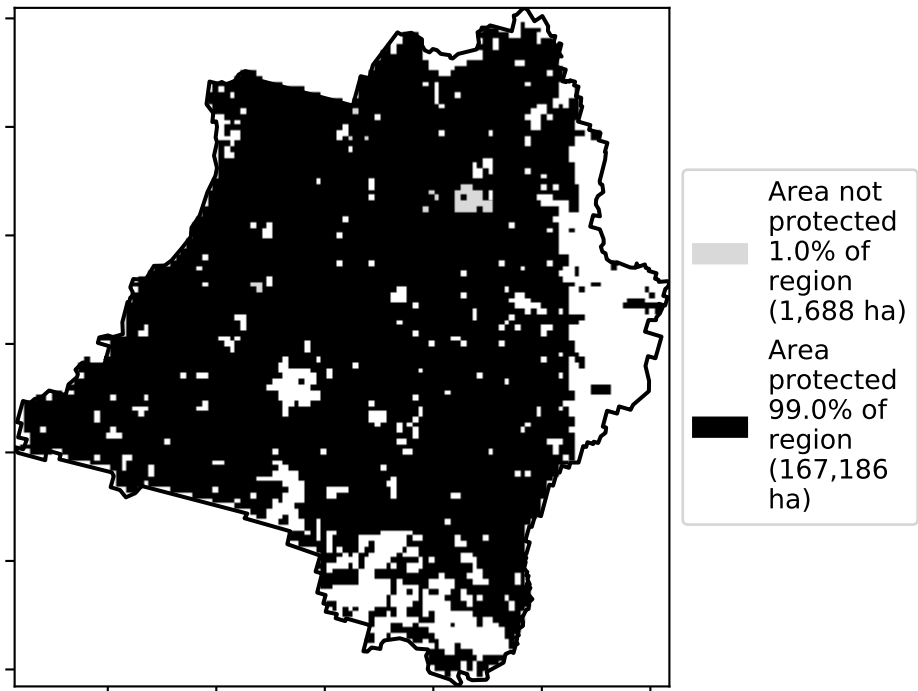 Area not
protected
1.0% of
region
(1,688 ha)
Area
protected
99.0% of
region
(167,186
ha)